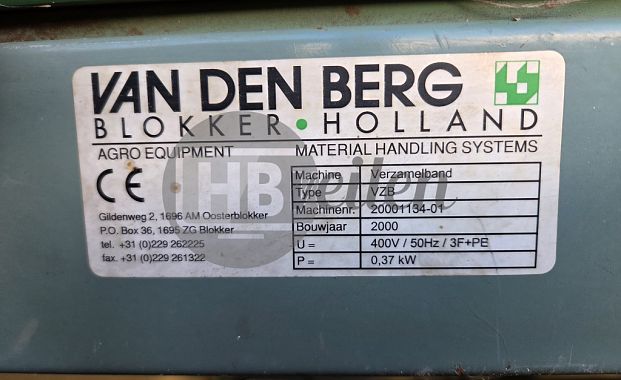 VAN DEN BERG
BLOKKER • HOLLAND
AGRO EQUIPMENT
MATERIAL HANDLING SYSTEMS
CE
Gildenweg 2, 1696 AM Oosterblokker
P.O. Box 36, 1695 ZG Blokker
tel. +31 (0)229 262225
fax. +31 (0)229 261322
Machine Verzamelband
Type VZB
Machinenr. 20001134-01
Bouwjaar 2000
U = 400V / 50Hz / 3F+PE
P = 0,37 kW
HBveilen